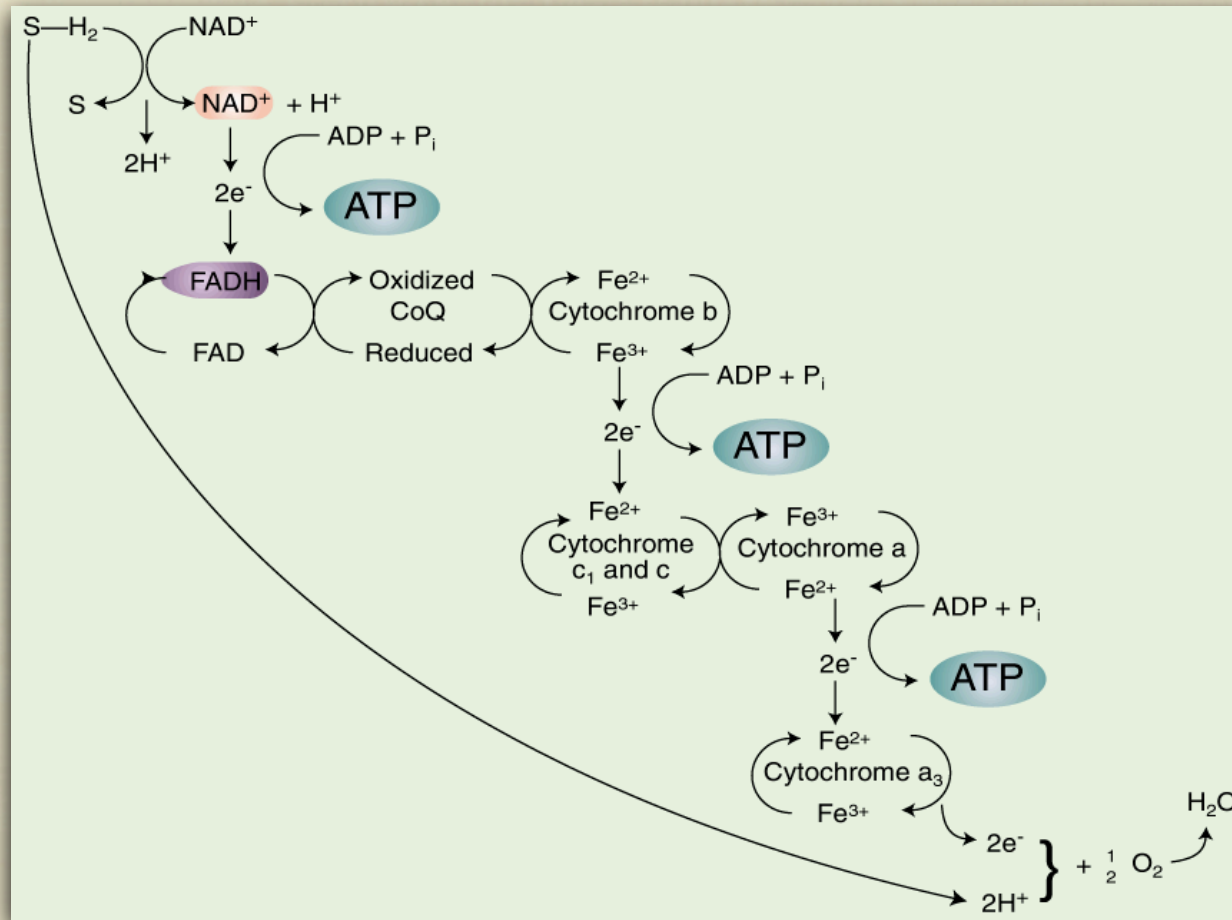 S—H₂ NAD⁺
S NAD⁺ + H⁺
ADP + Pᵢ
2H⁺
2e⁻
ATP
FADH Oxidized Fe²⁺
CoQ Cytochrome b
FAD Reduced Fe³⁺
ADP + Pᵢ
2e⁻
ATP
Fe²⁺ Fe³⁺
Cytochrome Cytochrome a
c₁ and c
Fe²⁺
Fe³⁺
ADP + Pᵢ
2e⁻
ATP
Fe²⁺
Cytochrome a₃
Fe³⁺
H₂O
2e⁻
} + 1/2 O₂
2H⁺